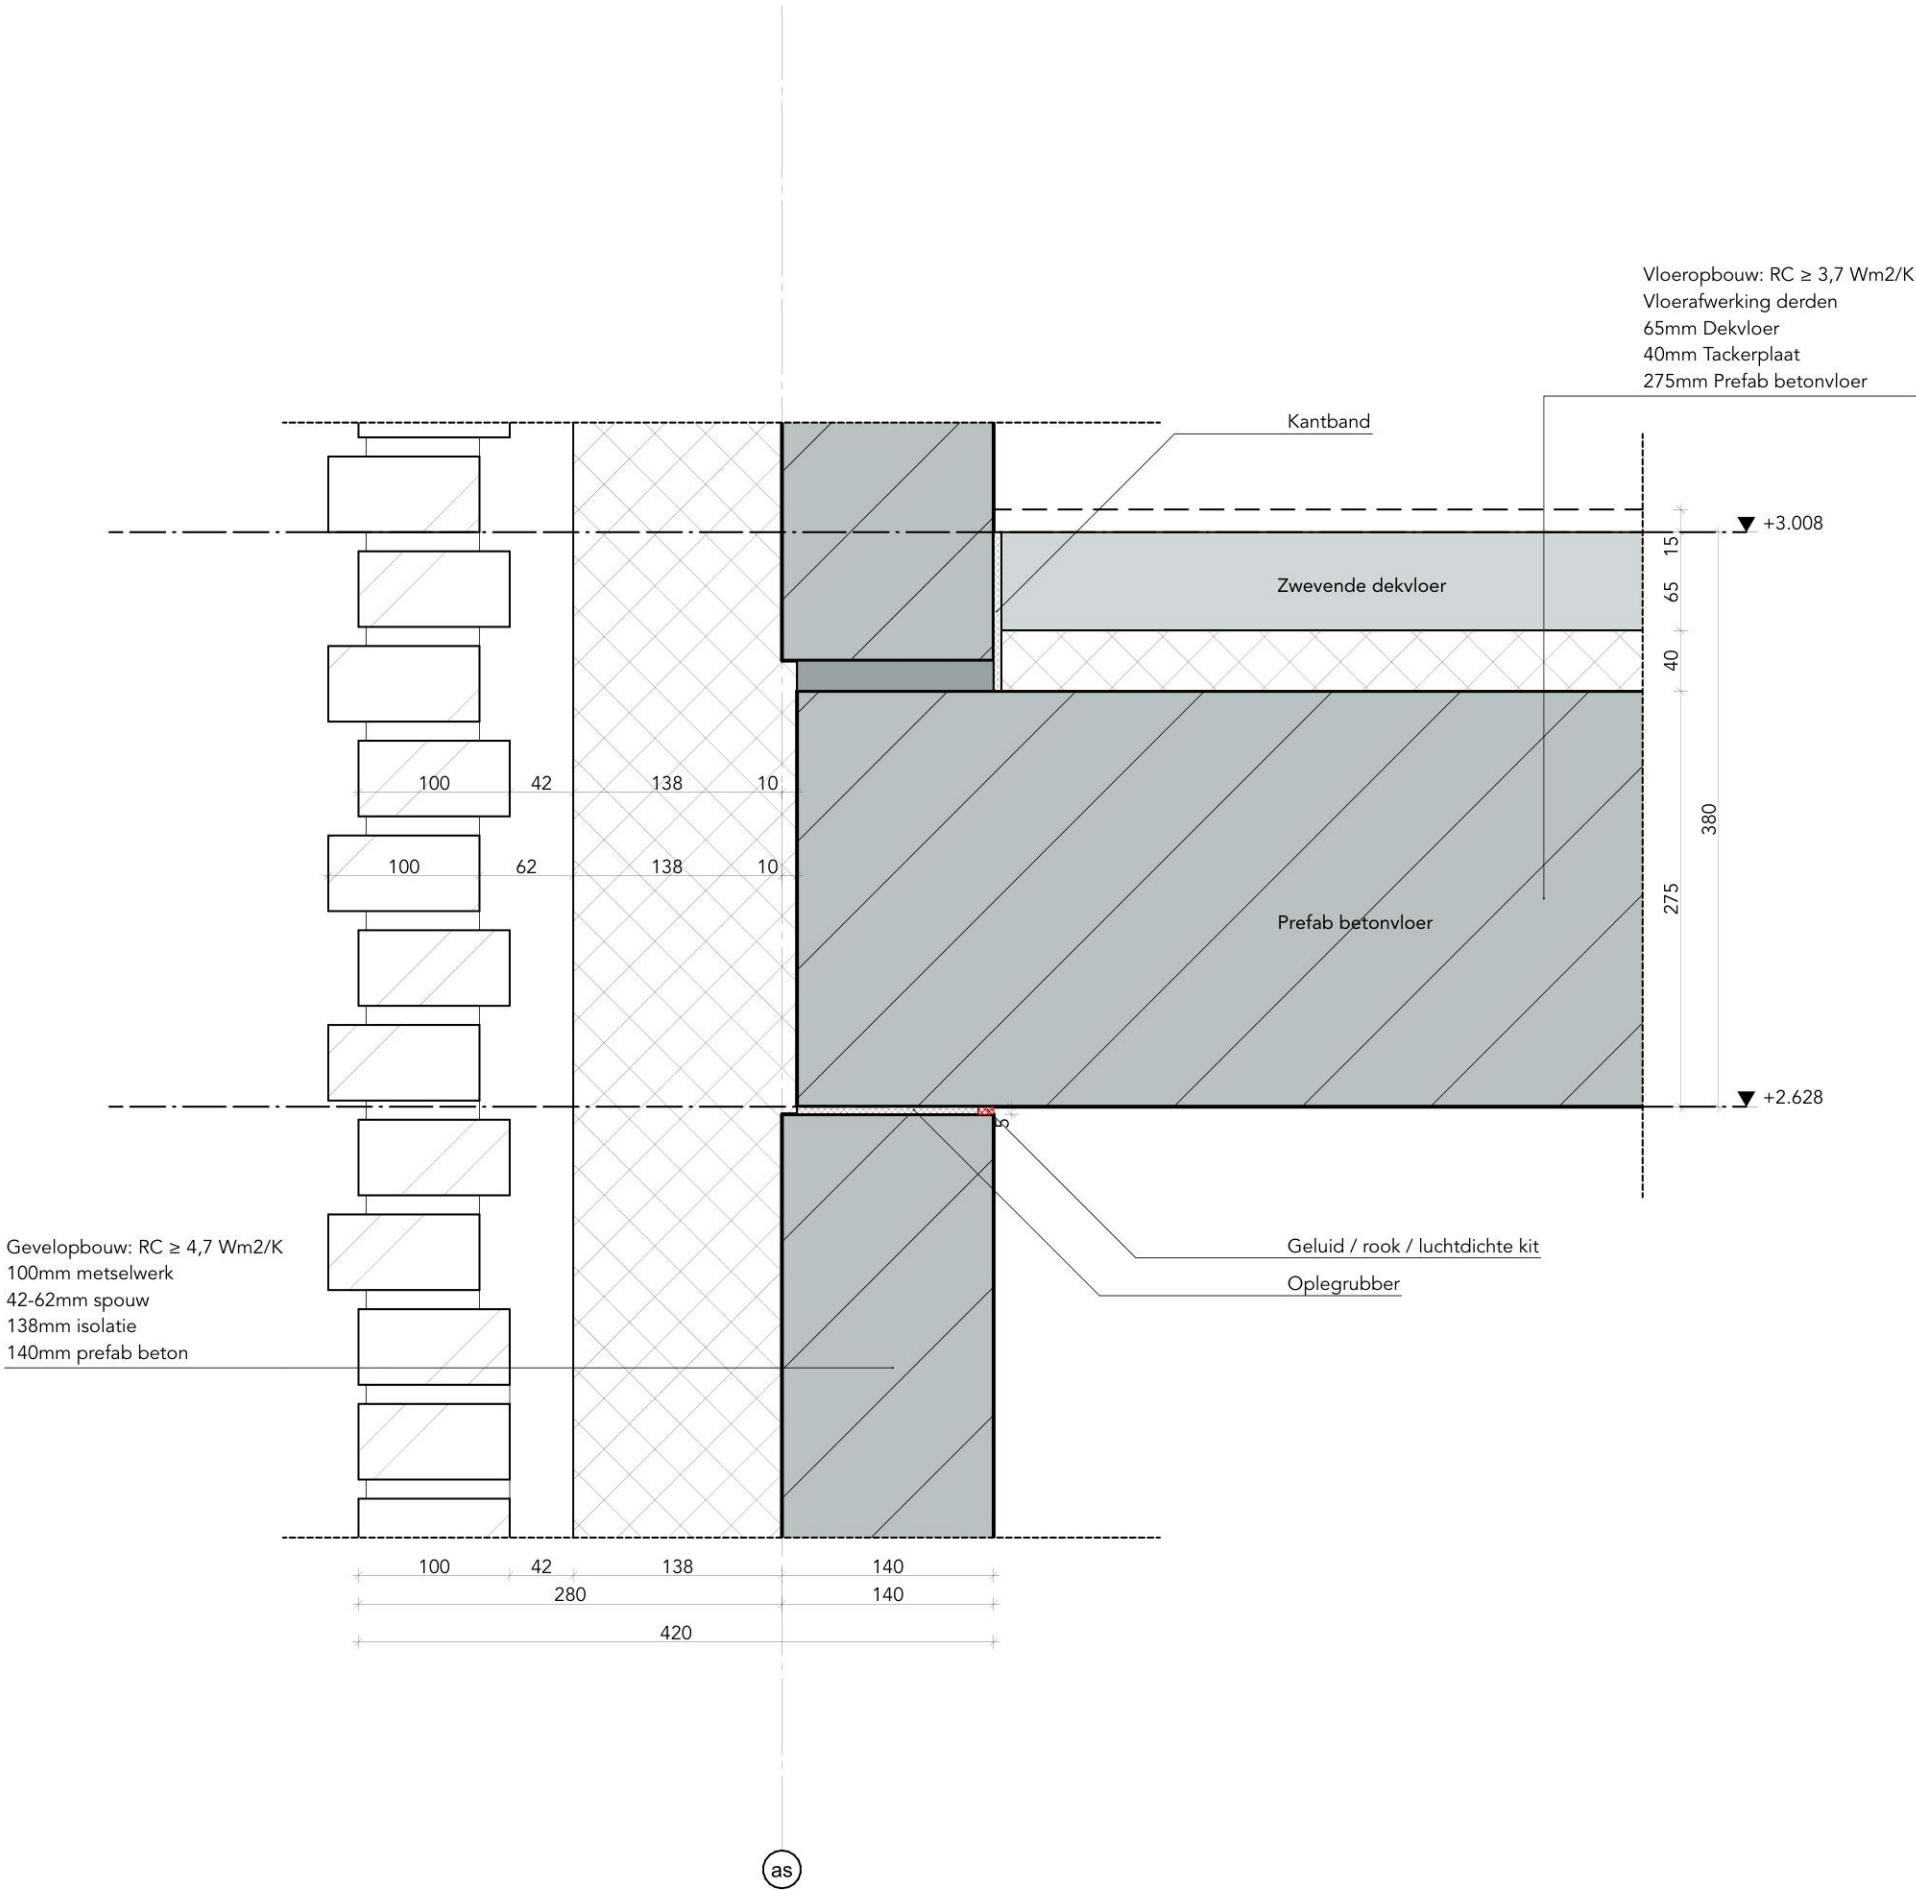 Vloeropbouw: RC ≥ 3,7 Wm2/K
Vloerafwerking derden
65mm Dekvloer
40mm Tackerplaat
275mm Prefab betonvloer
Kantband
+3.008
15
Zwevende dekvloer
65
40
100 42 138 10
380
100 62 138 10
275
Prefab betonvloer
+2.628
5
Geluid / rook / luchtdichte kit
Oplegrubber
Gevelopbouw: RC ≥ 4,7 Wm2/K
100mm metselwerk
42-62mm spouw
138mm isolatie
140mm prefab beton
100 42 138 140
280 140
420
as